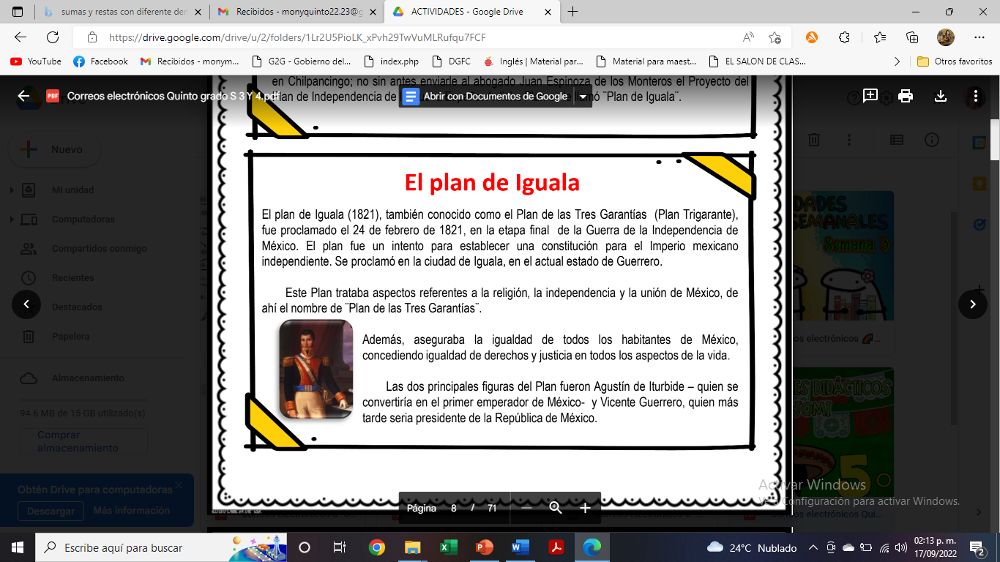 sumas y restas con diferente der
Recibidos - monyquinto22.23@g
ACTIVIDADES - Google Drive
https://drive.google.com/drive/u/2/folders/1Lr2U5PioLK_xPvh29TwVuMLRufqu7FCF
YouTube
Facebook
Recibidos - monym...
G2G - Gobierno del...
index.php
DGFC
Inglés | Material par...
Material para maest...
EL SALON DE CLAS...
Otros favoritos
en Chilpancingo; no sin antes enviarle al abogado Juan Espinoza de los Monteros el Proyecto del
Correos electrónicos Quinto grado S 3 Y 4.pdf
Abrir con Documentos de Google
lan de Independencia de
mó ¨Plan de Iguala¨.
Nuevo
Mi unidad
Computadoras
Compartidos conmigo
Recientes
Destacados
Papelera
Almacenamiento
94.6 MB de 15 GB utilizado(s)
Comprar
almacenamiento
Obtén Drive para computadoras
Descargar
Más información
El plan de Iguala
El plan de Iguala (1821), también conocido como el Plan de las Tres Garantías (Plan Trigarante),
fue proclamado el 24 de febrero de 1821, en la etapa final de la Guerra de la Independencia de
México. El plan fue un intento para establecer una constitución para el Imperio mexicano
independiente. Se proclamó en la ciudad de Iguala, en el actual estado de Guerrero.
Este Plan trataba aspectos referentes a la religión, la independencia y la unión de México, de
ahí el nombre de ¨Plan de las Tres Garantías¨.
Además, aseguraba la igualdad de todos los habitantes de México,
concediendo igualdad de derechos y justicia en todos los aspectos de la vida.
Las dos principales figuras del Plan fueron Agustín de Iturbide – quien se
convertiría en el primer emperador de México- y Vicente Guerrero, quien más
tarde seria presidente de la República de México.
DADES
EMANALES
Semana 3
os electrónicos
ES DIDÁCTICOS
JOMI
5°
Correos electrónicos Qui...
Página 8 / 71
Activar Windows
Ve a Configuración para activar Windows.
Escribe aquí para buscar
24°C Nublado
02:13 p. m.
17/09/2022
2